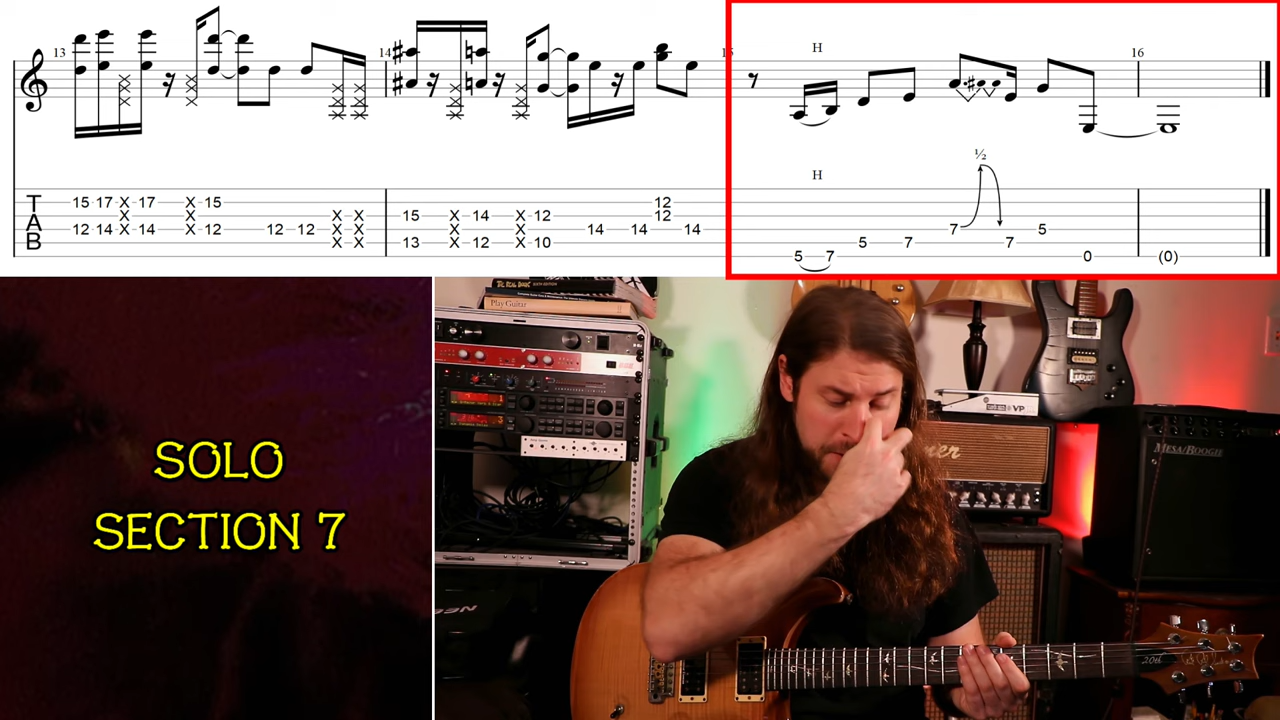 13 14 15 H 16
½
H
T 15 17 X 17 X 15 12
X X X X 15 X 14 X 12 12
A 12 14 X 14 X 12 12 12 X X X X 14 14 14 7 5
B X X 13 X 12 X 10 5 7 7
5 7 0 (0)
SOLO
SECTION 7
Play Guitar
VP
MESA/BOOGIE
20th